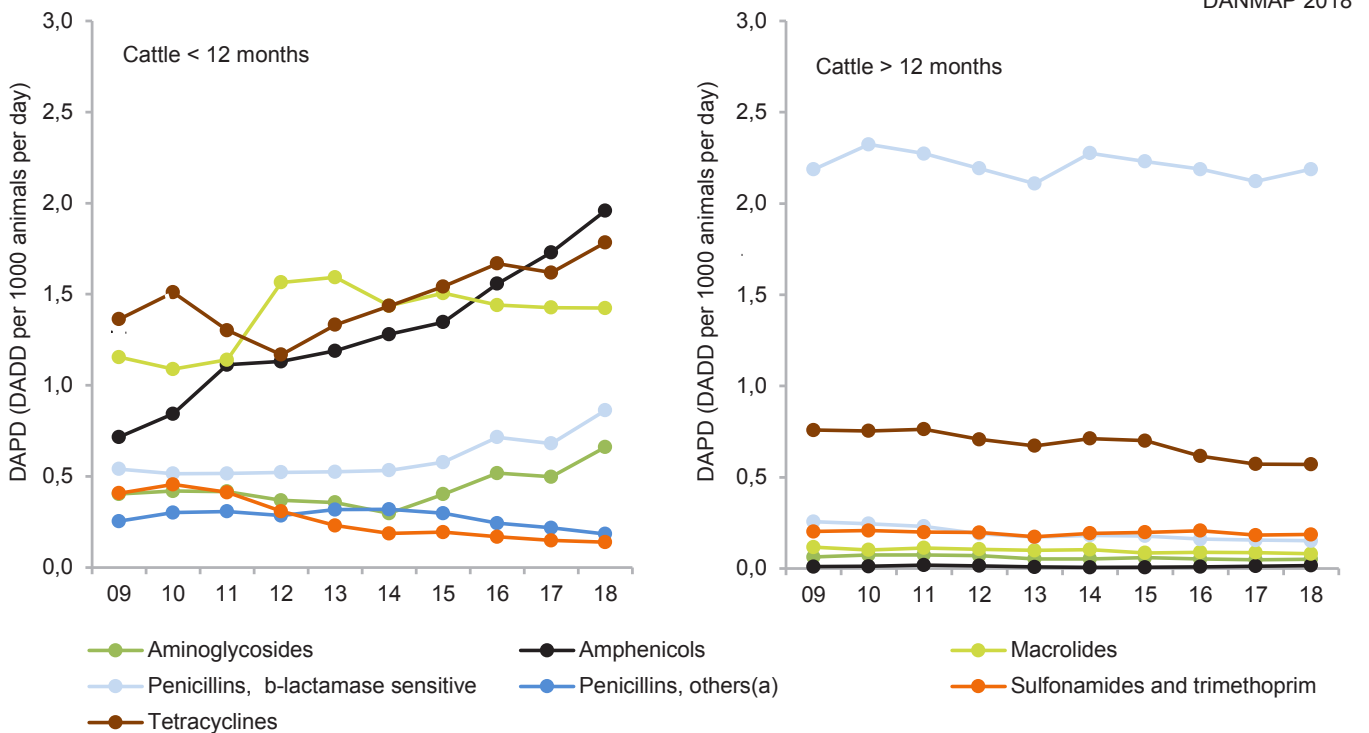 DANMAP 2018
3,0
Cattle < 12 months
2,5
2,0
1,5
1,0
0,5
0,0
DAPD (DADD per 1000 animals per day)
09 10 11 12 13 14 15 16 17 18
3,0
Cattle > 12 months
2,5
2,0
1,5
1,0
0,5
0,0
DAPD (DADD per 1000 animals per day)
09 10 11 12 13 14 15 16 17 18
Aminoglycosides Amphenicols Macrolides
Penicillins, b-lactamase sensitive Penicillins, others(a) Sulfonamides and trimethoprim
Tetracyclines